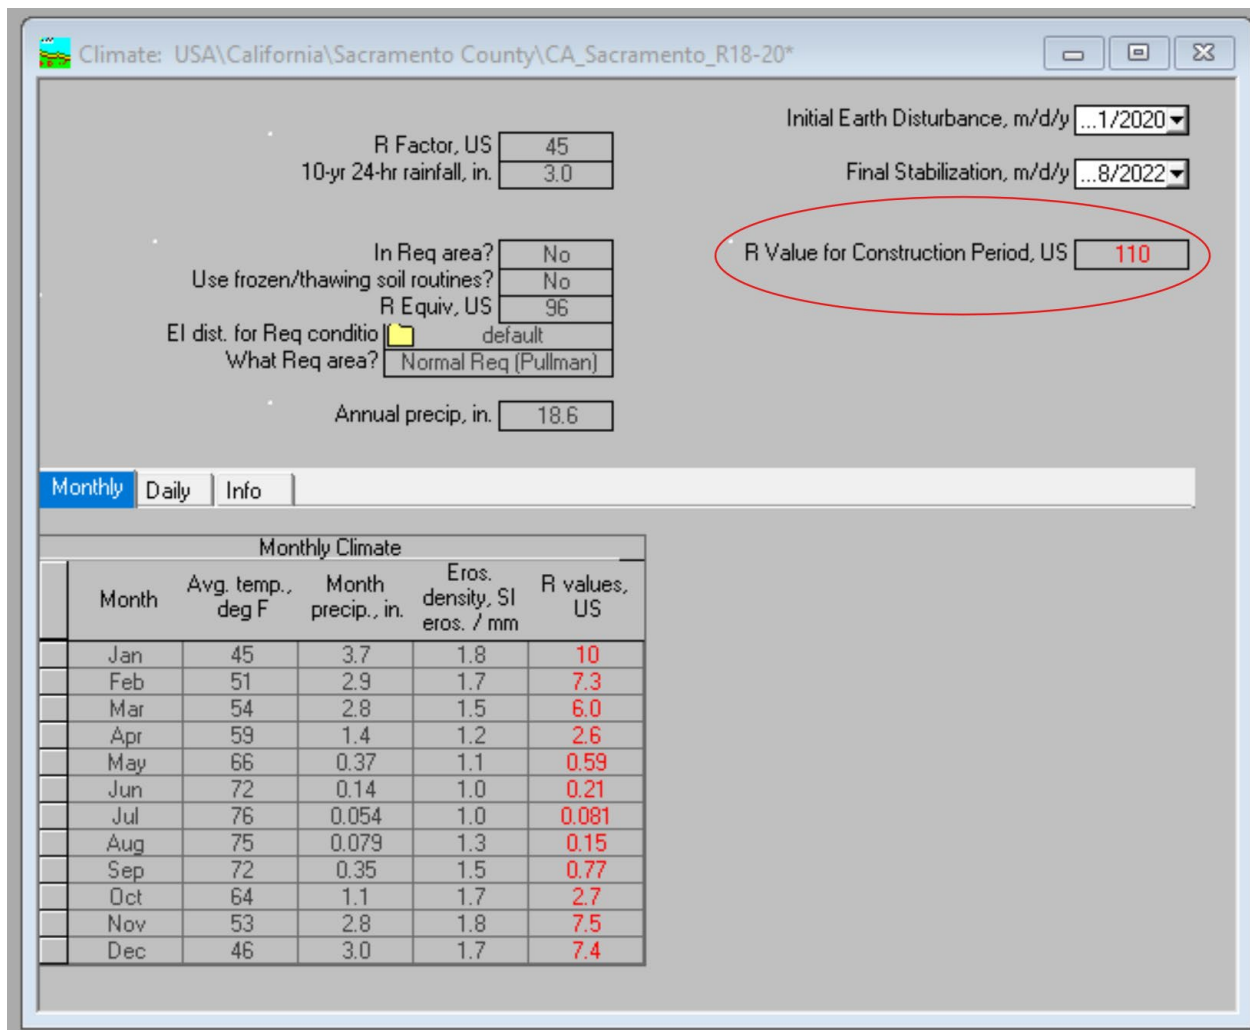 Climate: USA\California\Sacramento County\CA_Sacramento_R18-20*
Initial Earth Disturbance, m/d/y ...1/2020
R Factor, US 45
10-yr 24-hr rainfall, in. 3.0
Final Stabilization, m/d/y ...8/2022
In Req area? No
R Value for Construction Period, US 110
Use frozen/thawing soil routines? No
R Equiv, US 96
EI dist. for Req conditio default
What Req area? Normal Req (Pullman)
Annual precip, in. 18.6
Monthly Daily Info
Monthly Climate
Month Avg. temp., deg F Month precip., in. Eros. density, SI eros. / mm R values, US
Jan 45 3.7 1.8 10
Feb 51 2.9 1.7 7.3
Mar 54 2.8 1.5 6.0
Apr 59 1.4 1.2 2.6
May 66 0.37 1.1 0.59
Jun 72 0.14 1.0 0.21
Jul 76 0.054 1.0 0.081
Aug 75 0.079 1.3 0.15
Sep 72 0.35 1.5 0.77
Oct 64 1.1 1.7 2.7
Nov 53 2.8 1.8 7.5
Dec 46 3.0 1.7 7.4